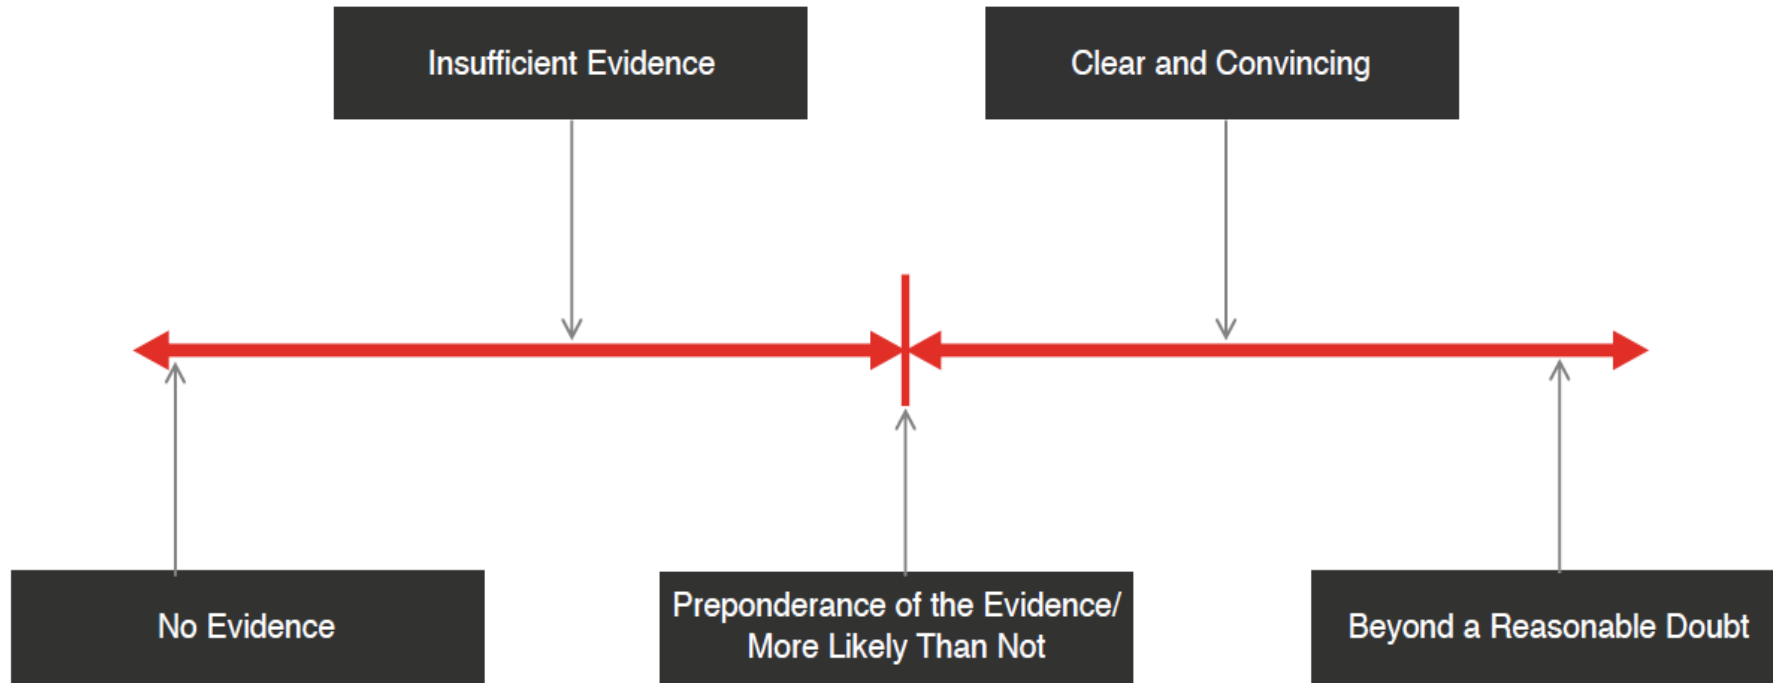 Insufficient Evidence
Clear and Convincing
No Evidence
Preponderance of the Evidence/
More Likely Than Not
Beyond a Reasonable Doubt